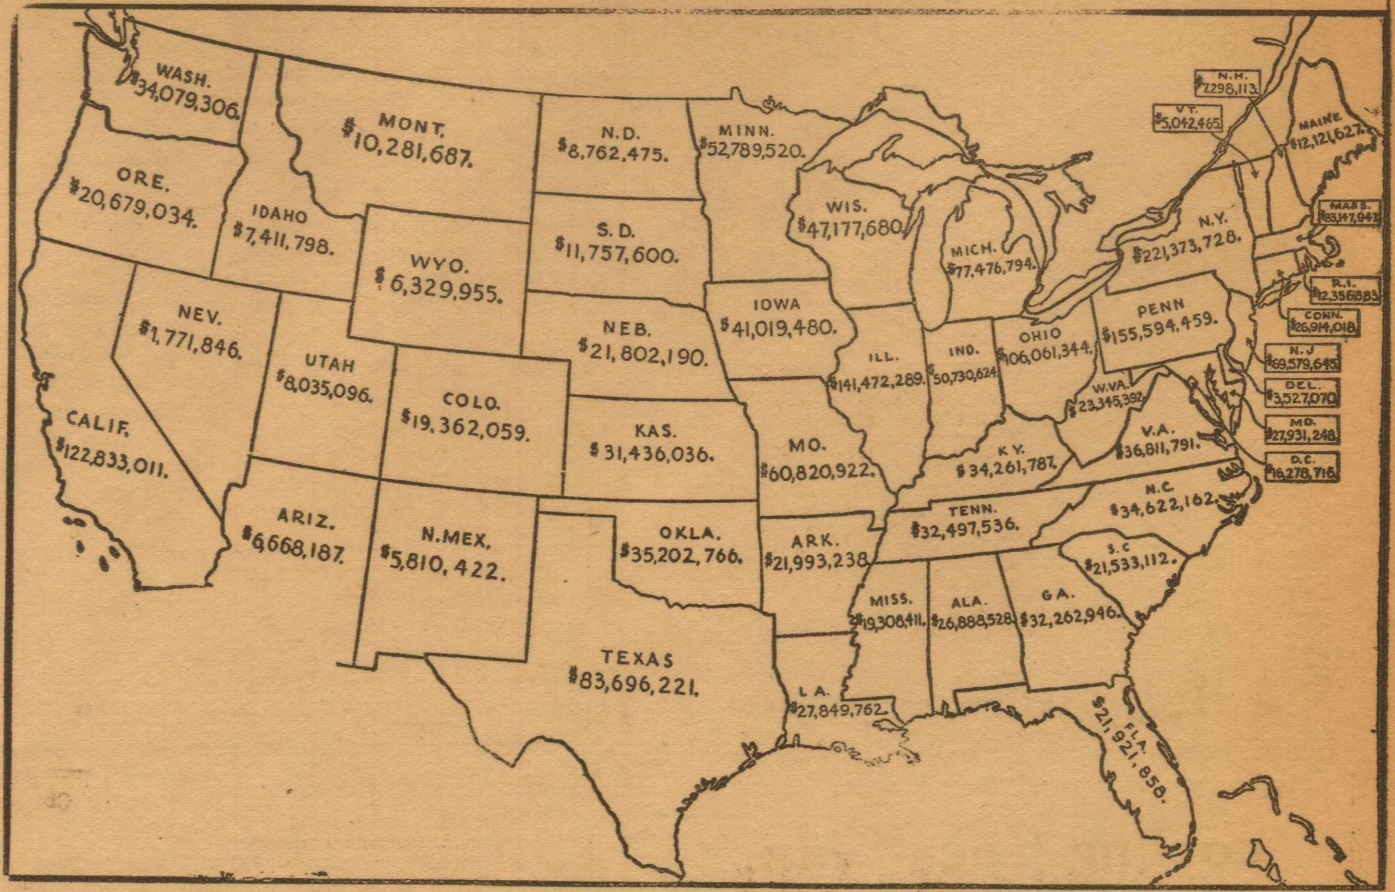 WASH.
$34,079,306.
MONT.
$10,281,687.
N.D.
$8,762,475.
MINN.
$52,789,520.
N.H.
$7,298,113.
VT.
$5,042,465.
MAINE
$12,121,627.
ORE.
$20,679,034.
IDAHO
$7,411,798.
WYO.
$6,329,955.
S.D.
$11,757,600.
WIS.
$47,177,680.
MICH.
$77,476,794.
N.Y.
$221,373,728.
MASS.
$83,147,947.
R.I.
CONN.
$26,914,018.
NEV.
$1,771,846.
UTAH
$8,035,096.
COLO.
$19,362,059.
NEB.
$21,802,190.
IOWA
$41,019,480.
ILL.
$141,472,289.
IND.
$50,730,624.
OHIO
$106,061,344.
PENN
$155,594,459.
N.J
$69,579,645.
DEL.
$3,527,070.
MD.
$27,931,248.
D.C.
$16,278,716.
CALIF.
$122,833,011.
KAS.
$31,436,036.
MO.
$60,820,922.
KY.
$34,261,787.
W.VA.
$23,345,392.
V.A.
$36,811,791.
ARIZ.
$6,668,187.
N.MEX.
$5,810,422.
OKLA.
$35,202,766.
ARK.
$21,993,238.
TENN.
$32,497,536.
N.C.
$34,622,162.
S.C
$21,533,112.
TEXAS
$83,696,221.
LA.
$27,849,762.
MISS.
$19,308,411.
ALA.
$26,888,528.
GA.
$32,262,946.
FLA.
$21,921,858.